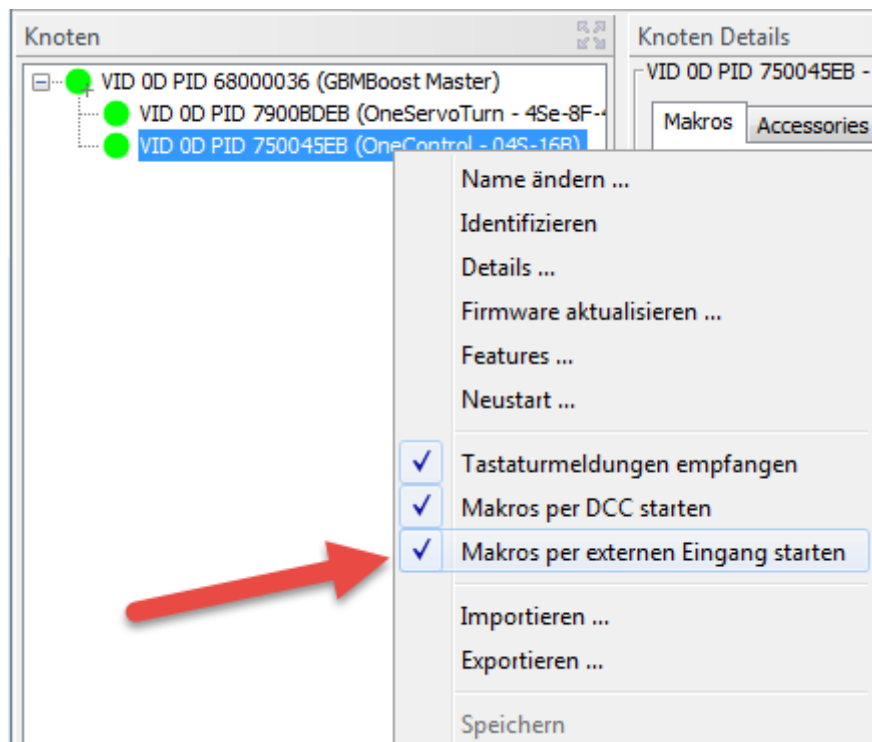 Knoten
Knoten Details
VID 0D PID 750045EB -
VID 0D PID 68000036 (GBMBoost Master)
VID 0D PID 7900BDEB (OneServoTurn - 4Se-8F-
VID 0D PID 750045EB (OneControl - 04S-16B)
Makros Accessories
Name ändern ...
Identifizieren
Details ...
Firmware aktualisieren ...
Features ...
Neustart ...
Tastaturmeldungen empfangen
Makros per DCC starten
Makros per externen Eingang starten
Importieren ...
Exportieren ...
Speichern